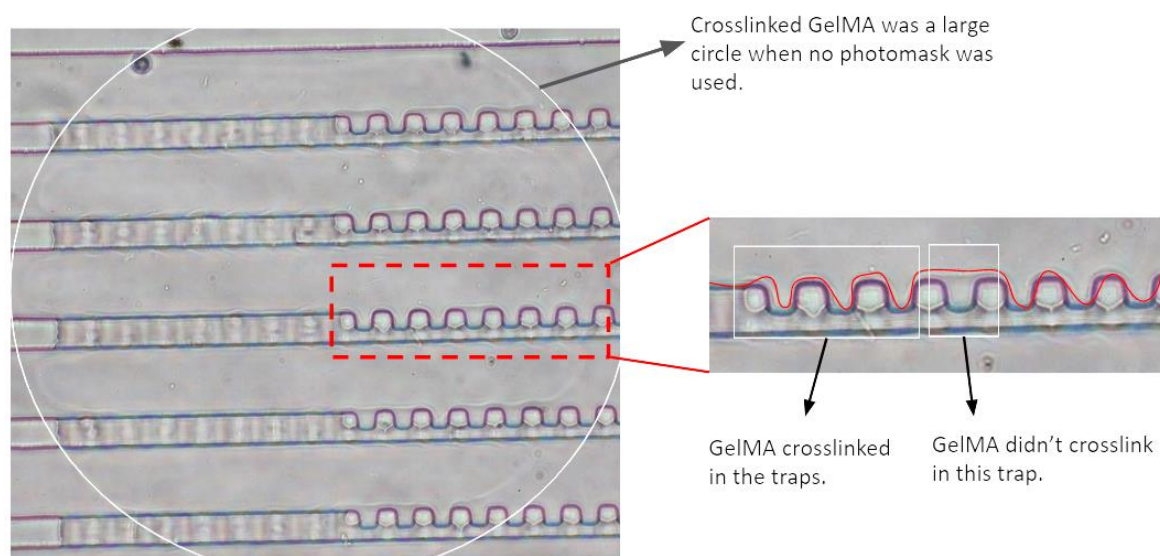 Crosslinked GelMA was a large
circle when no photomask was
used.
GelMA crosslinked
in the traps.
GelMA didn’t crosslink
in this trap.